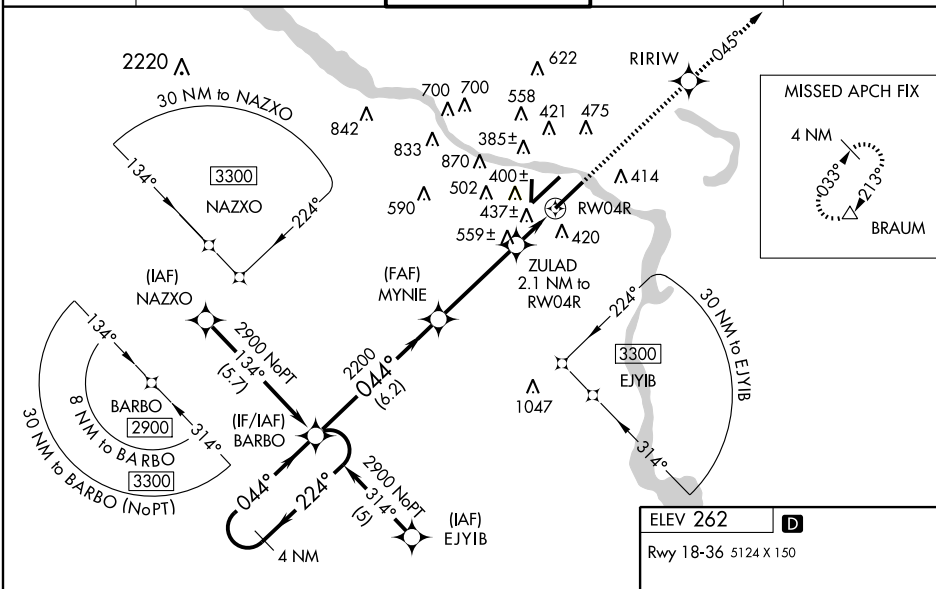 2220
30 NM to NAZXO
134°
3300
NAZXO
224°
842
833
590
700
700
870
502
622
558
421
475
385±
400±
437±
559±
414
420
RIRIW
045°
RW04R
MISSED APCH FIX
4 NM
033°
213°
BRAUM
ZULAD
2.1 NM to
RW04R
(FAF)
MYNIE
(IAF)
NAZXO
2900 NoPT
134°
(5.7)
2200
044°
(6.2)
(IF/IAF)
BARBO
134°
BARBO
2900
314°
8 NM to BARBO
3300
30 NM to BARBO (NoPT)
044°
224°
4 NM
2900 NoPT
314°
(5)
(IAF)
EJYIB
224°
3300
EJYIB
314°
30 NM to EJYIB
1047
ELEV 262
D
Rwy 18-36 5124 X 150